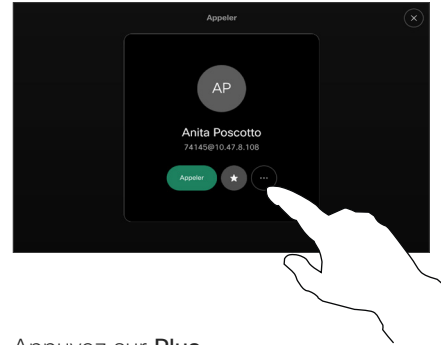 Appeler
AP
Anita Poscotto
74145@10.47.8.108
Appeler
Appuyez sur Plus